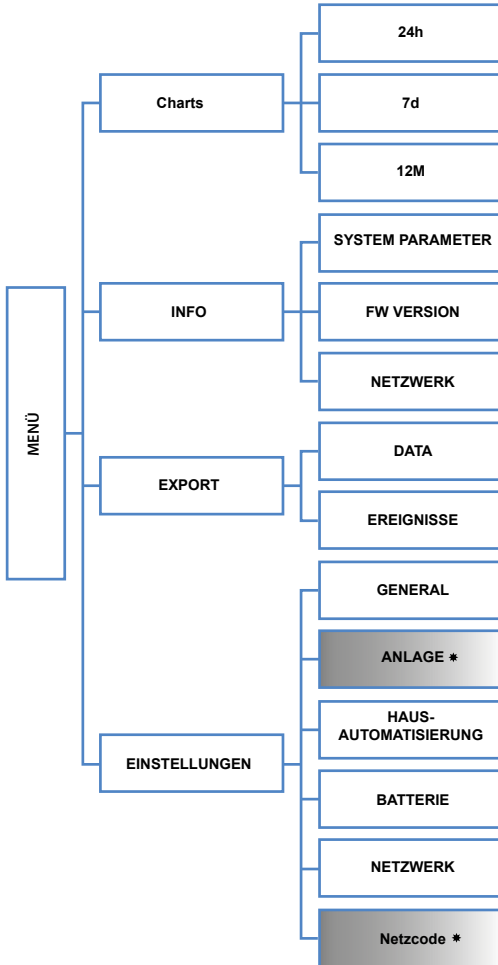 MENÜ
Charts
24h
7d
12M
INFO
SYSTEM PARAMETER
FW VERSION
NETZWERK
EXPORT
DATA
EREIGNISSE
EINSTELLUNGEN
GENERAL
ANLAGE *
HAUS-
AUTOMATISIERUNG
BATTERIE
NETZWERK
Netzcode *